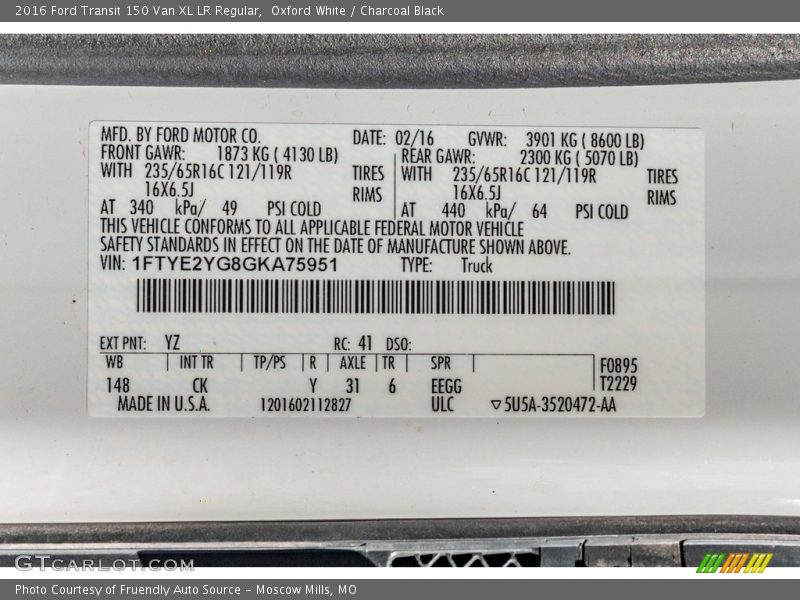 2016 Ford Transit 150 Van XL LR Regular,  Oxford White / Charcoal Black
MFD. BY FORD MOTOR CO. DATE: 02/16 GVWR: 3901 KG ( 8600 LB)
FRONT GAWR: 1873 KG ( 4130 LB) REAR GAWR: 2300 KG ( 5070 LB)
WITH 235/65R16C 121/119R TIRES WITH 235/65R16C 121/119R TIRES
16X6.5J RIMS 16X6.5J RIMS
AT 340 kPa/ 49 PSI COLD AT 440 kPa/ 64 PSI COLD
THIS VEHICLE CONFORMS TO ALL APPLICABLE FEDERAL MOTOR VEHICLE
SAFETY STANDARDS IN EFFECT ON THE DATE OF MANUFACTURE SHOWN ABOVE.
VIN: 1FTYE2YG8GKA75951 TYPE: Truck
EXT PNT: YZ RC: 41 DSO:
WB INT TR TP/PS R AXLE TR SPR F0895
148 CK Y 31 6 EEGG T2229
MADE IN U.S.A. 1201602112827 ULC ▽5U5A-3520472-AA
GTCARLOT.COM
Photo Courtesy of Fruendly Auto Source – Moscow Mills, MO